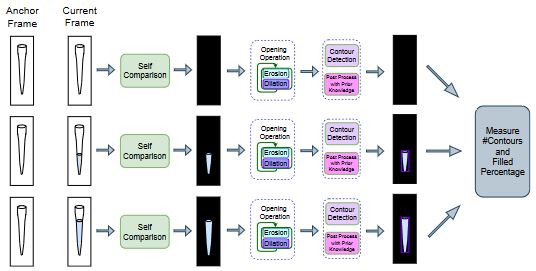 Anchor
Frame
Current
Frame
Self
Comparison
Opening
Operation
Erosion
Dilation
Contour
Detection
Post Process
with Prior
Knowledge
Self
Comparison
Opening
Operation
Erosion
Dilation
Contour
Detection
Post Process
with Prior
Knowledge
Measure
#Contours
and
Filled
Percentage
Self
Comparison
Opening
Operation
Erosion
Dilation
Contour
Detection
Post Process
with Prior
Knowledge